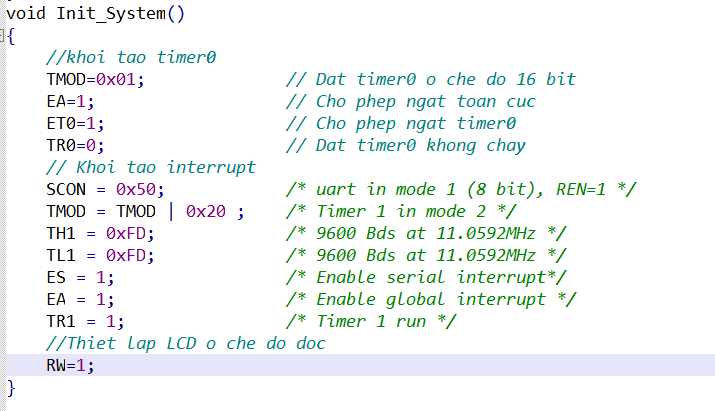 void Init_System()
{
//khoi tao timer0
TMOD=0x01; // Dat timer0 o che do 16 bit
EA=1; // Cho phep ngat toan cuc
ET0=1; // Cho phep ngat timer0
TR0=0; // Dat timer0 khong chay
// Khoi tao interrupt
SCON = 0x50; /* uart in mode 1 (8 bit), REN=1 */
TMOD = TMOD | 0x20 ; /* Timer 1 in mode 2 */
TH1 = 0xFD; /* 9600 Bds at 11.0592MHz */
TL1 = 0xFD; /* 9600 Bds at 11.0592MHz */
ES = 1; /* Enable serial interrupt*/
EA = 1; /* Enable global interrupt */
TR1 = 1; /* Timer 1 run */
//Thiet lap LCD o che do doc
RW=1;
}